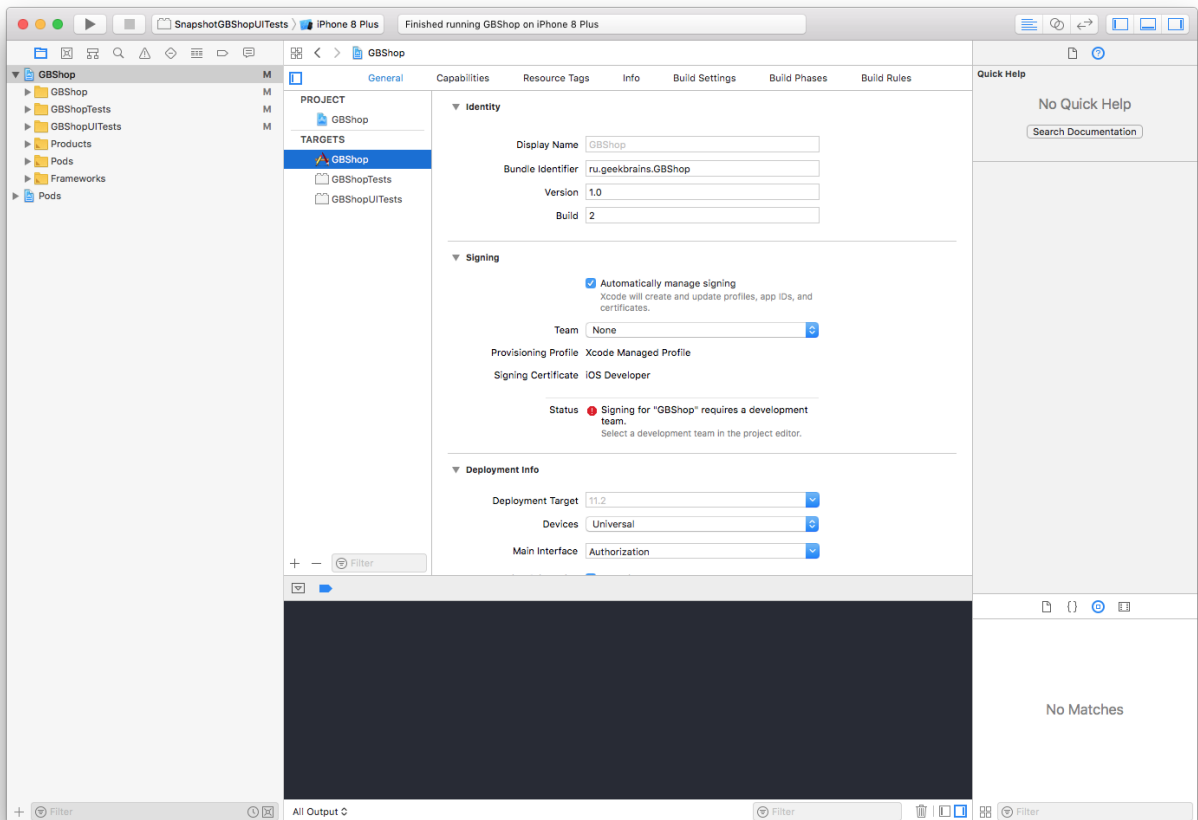 SnapshotGBShopUITests
iPhone 8 Plus
Finished running GBShop on iPhone 8 Plus
GBShop M
GBShop M
GBShopTests M
GBShopUITests M
Products
Pods
Frameworks
Pods
Filter
GBShop
General Capabilities Resource Tags Info Build Settings Build Phases Build Rules
PROJECT
GBShop
TARGETS
GBShop
GBShopTests
GBShopUITests
Filter
Identity
Display Name GBShop
Bundle Identifier ru.geekbrains.GBShop
Version 1.0
Build 2
Signing
Automatically manage signing
Xcode will create and update profiles, app IDs, and
certificates.
Team None
Provisioning Profile Xcode Managed Profile
Signing Certificate iOS Developer
Status Signing for "GBShop" requires a development
team.
Select a development team in the project editor.
Deployment Info
Deployment Target 11.2
Devices Universal
Main Interface Authorization
All Output
Filter
Quick Help
No Quick Help
Search Documentation
{ }
No Matches
Filter